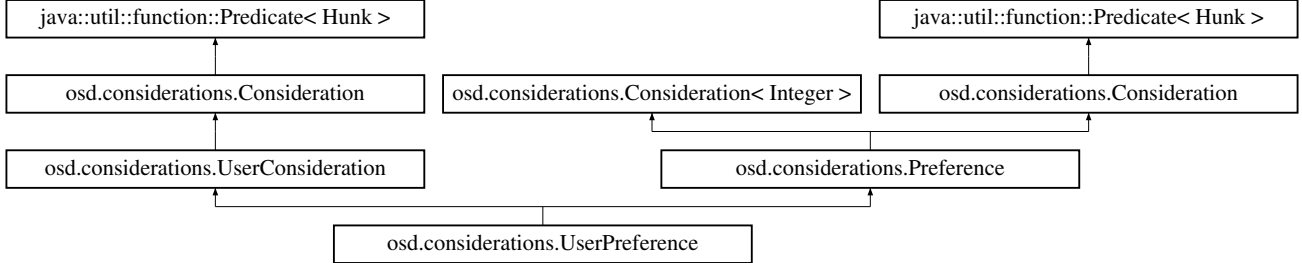 java::util::function::Predicate< Hunk >
java::util::function::Predicate< Hunk >
osd.considerations.Consideration
osd.considerations.Consideration< Integer >
osd.considerations.Consideration
osd.considerations.UserConsideration
osd.considerations.Preference
osd.considerations.UserPreference